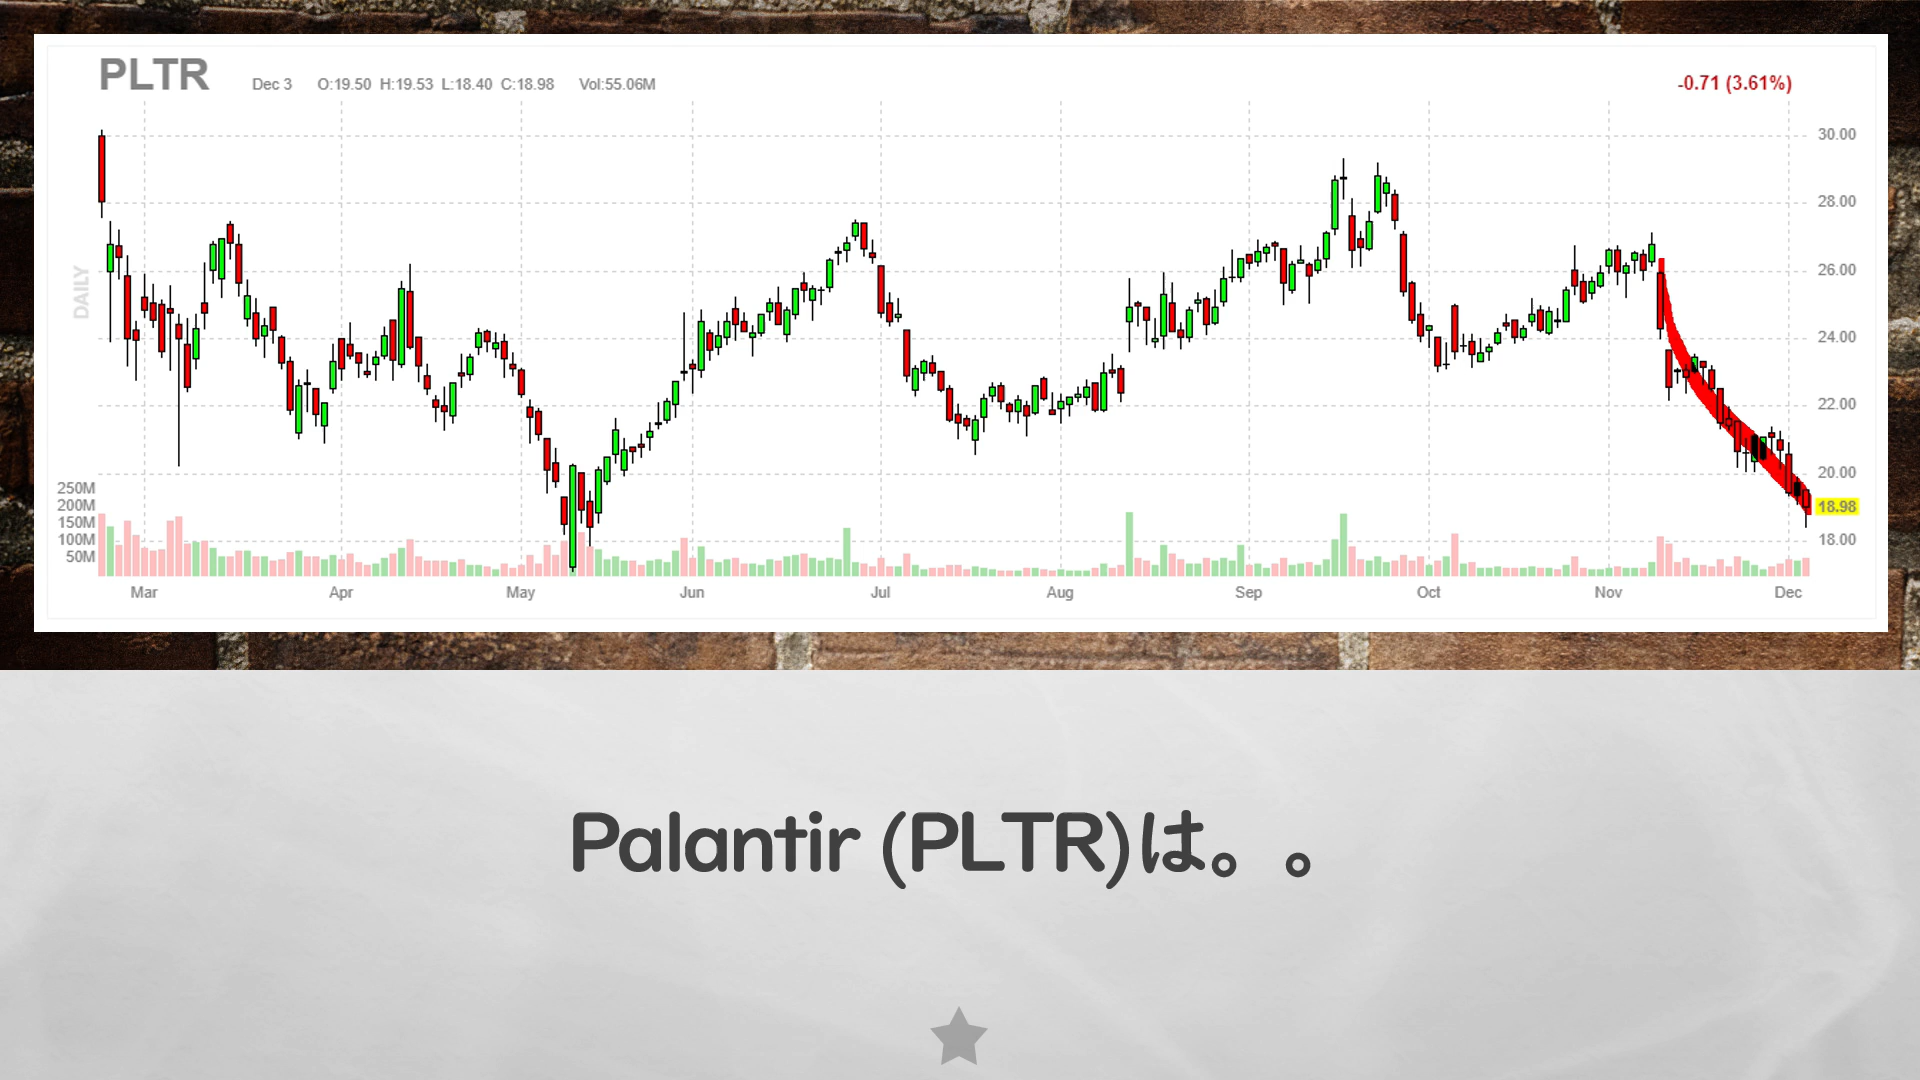 PLTR Dec 3 O:19.50 H:19.53 L:18.40 C:18.98 Vol:55.06M -0.71 (3.61%)
DAILY
30.00
28.00
26.00
24.00
22.00
20.00
18.98
18.00
250M
200M
150M
100M
50M
Mar Apr May Jun Jul Aug Sep Oct Nov Dec
Palantir (PLTR)は。。